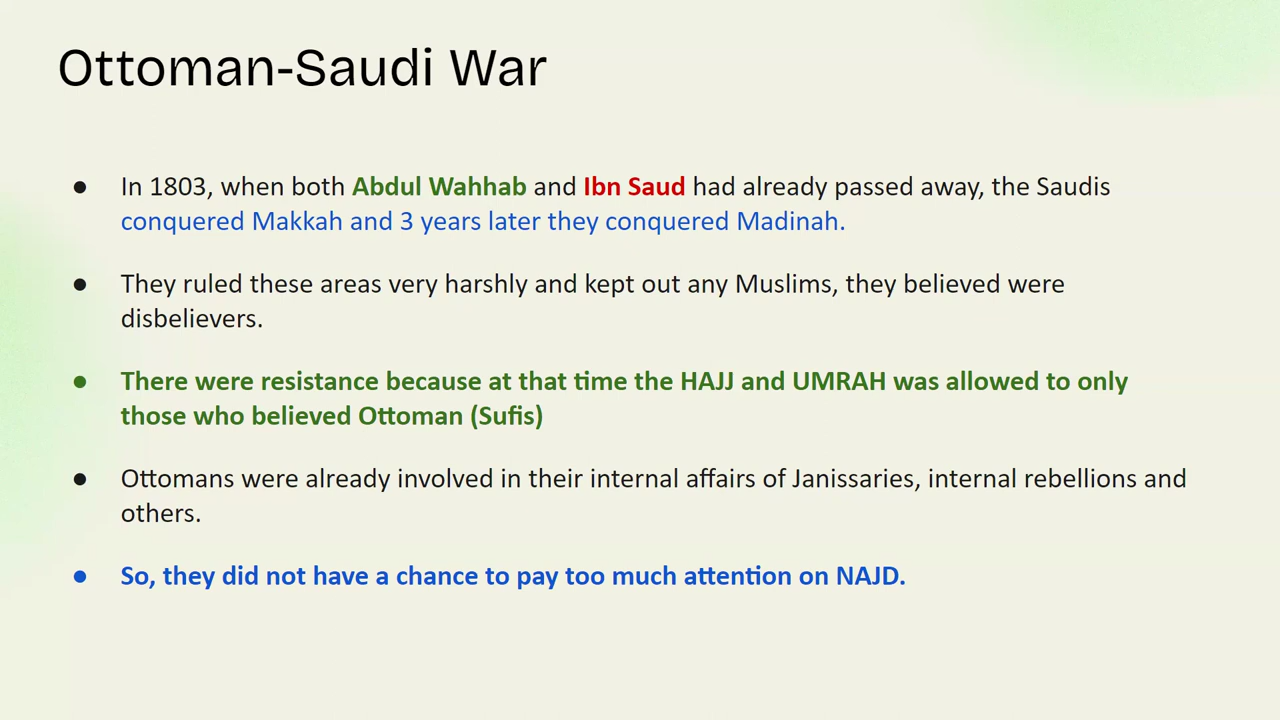 Ottoman-Saudi War
● In 1803, when both Abdul Wahhab and Ibn Saud had already passed away, the Saudis
conquered Makkah and 3 years later they conquered Madinah.
● They ruled these areas very harshly and kept out any Muslims, they believed were
disbelievers.
● There were resistance because at that time the HAJJ and UMRAH was allowed to only
those who believed Ottoman (Sufis)
● Ottomans were already involved in their internal affairs of Janissaries, internal rebellions and
others.
● So, they did not have a chance to pay too much attention on NAJD.